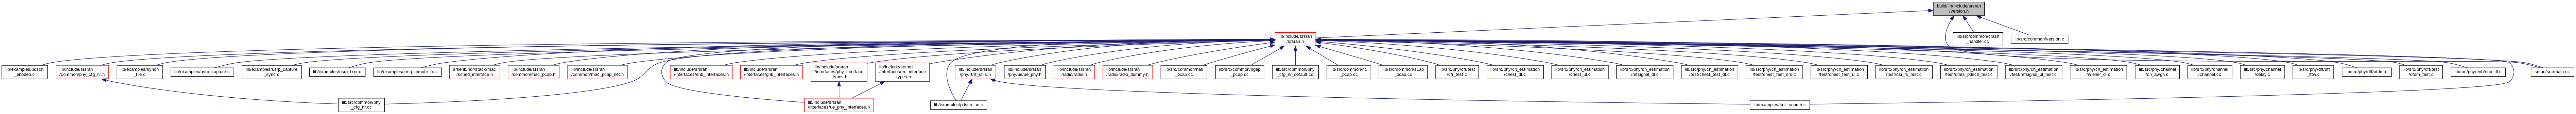 build/lib/include/srsran
/version.h
lib/include/srsran
/srsran.h
lib/src/common/crash
_handler.cc
lib/src/common/version.c
lib/examples/pdsch
_enodeb.c
lib/include/srsran
/common/phy_cfg_nr.h
lib/examples/synch
_file.c
lib/examples/usrp_capture.c
lib/examples/usrp_capture
_sync.c
lib/examples/usrp_txrx.c
lib/examples/zmq_remote_rx.c
srsenb/hdr/stack/mac
/sched_interface.h
lib/include/srsran
/common/mac_pcap.h
lib/include/srsran
/common/mac_pcap_net.h
lib/include/srsran
/interfaces/enb_interfaces.h
lib/include/srsran
/interfaces/gnb_interfaces.h
lib/include/srsran
/interfaces/phy_interface
_types.h
lib/include/srsran
/interfaces/rrc_interface
_types.h
lib/include/srsran
/phy/rf/rf_utils.h
lib/include/srsran
/phy/ue/ue_phy.h
lib/include/srsran
/radio/radio.h
lib/include/srsran
/radio/radio_dummy.h
lib/src/common/nas
_pcap.cc
lib/src/common/ngap
_pcap.cc
lib/src/common/phy
_cfg_nr_default.cc
lib/src/common/rlc
_pcap.cc
lib/src/common/s1ap
_pcap.cc
lib/src/phy/cfr/test
lib/src/phy/ch_estimation
/chest_dl.c
lib/src/phy/ch_estimation
/chest_ul.c
lib/src/phy/ch_estimation
/refsignal_dl.c
lib/src/phy/ch_estimation
/test/chest_test_dl.c
lib/src/phy/ch_estimation
/test/chest_test_srs.c
lib/src/phy/ch_estimation
/test/chest_test_ul.c
lib/src/phy/ch_estimation
/test/csi_rs_test.c
lib/src/phy/ch_estimation
/test/dmrs_pdsch_test.c
lib/src/phy/ch_estimation
/test/refsignal_ul_test.c
lib/src/phy/ch_estimation
/wiener_dl.c
lib/src/phy/channel
/ch_awgn.c
lib/src/phy/channel
/channel.cc
lib/src/phy/channel
/delay.c
lib/src/phy/dft/dft
_fftw.c
lib/src/phy/dft/ofdm.c
lib/src/phy/dft/test
/ofdm_test.c
lib/src/phy/enb/enb_dl.c
srsue/src/main.cc
lib/src/common/phy
_cfg_nr.cc
lib/include/srsran
/interfaces/ue_phy_interfaces.h
lib/examples/pdsch_ue.c
lib/examples/cell_search.c